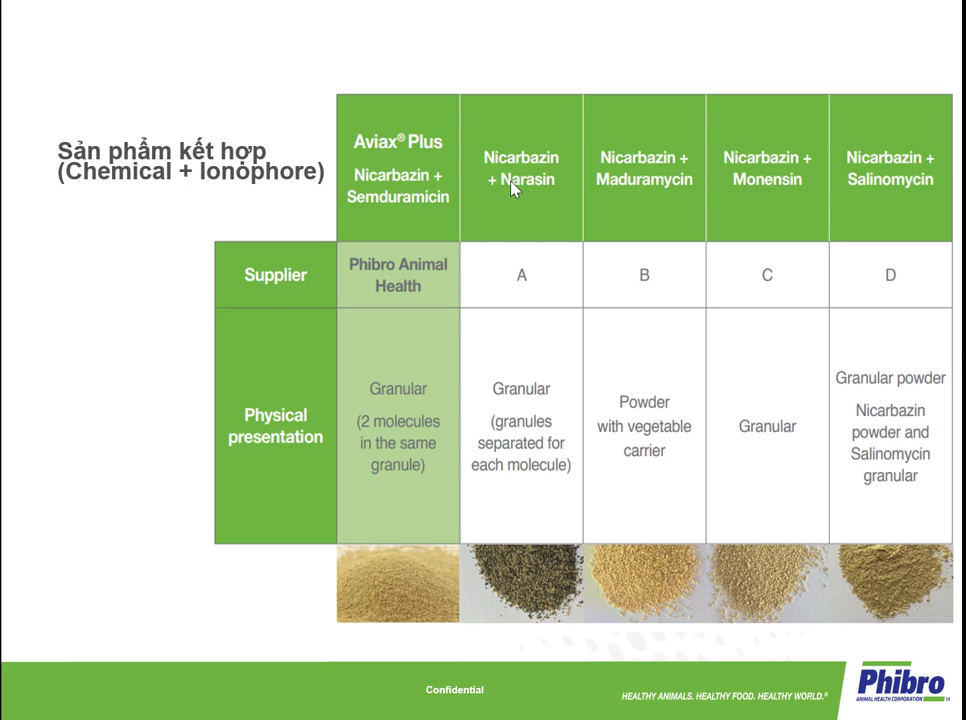 Sản phẩm kết hợp
(Chemical + Ionophore)
Aviax® Plus
Nicarbazin +
Semduramicin
Nicarbazin
+ Narasin
Nicarbazin +
Maduramycin
Nicarbazin +
Monensin
Nicarbazin +
Salinomycin
Supplier
Phibro Animal
Health
A
B
C
D
Physical
presentation
Granular
(2 molecules
in the same
granule)
Granular
(granules
separated for
each molecule)
Powder
with vegetable
carrier
Granular
Granular powder
Nicarbazin
powder and
Salinomycin
granular
Confidential
HEALTHY ANIMALS. HEALTHY FOOD. HEALTHY WORLD.®
Phibro
ANIMAL HEALTH CORPORATION